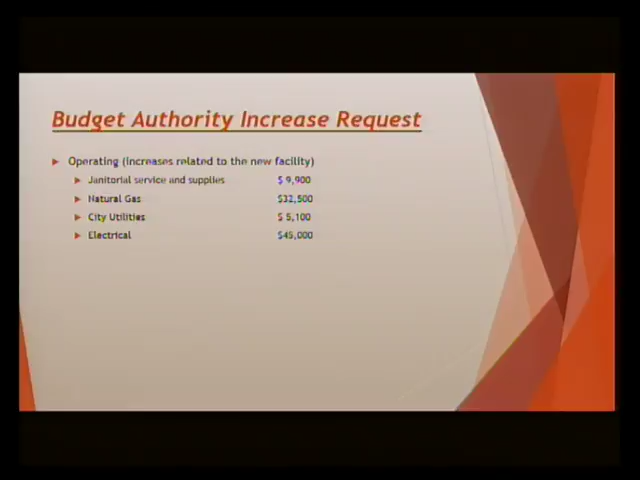 Budget Authority Increase Request
Operating (increases related to the new facility)
Janitorial service and supplies $ 9,900
Natural Gas $32,500
City Utilities $ 5,100
Electrical $45,000